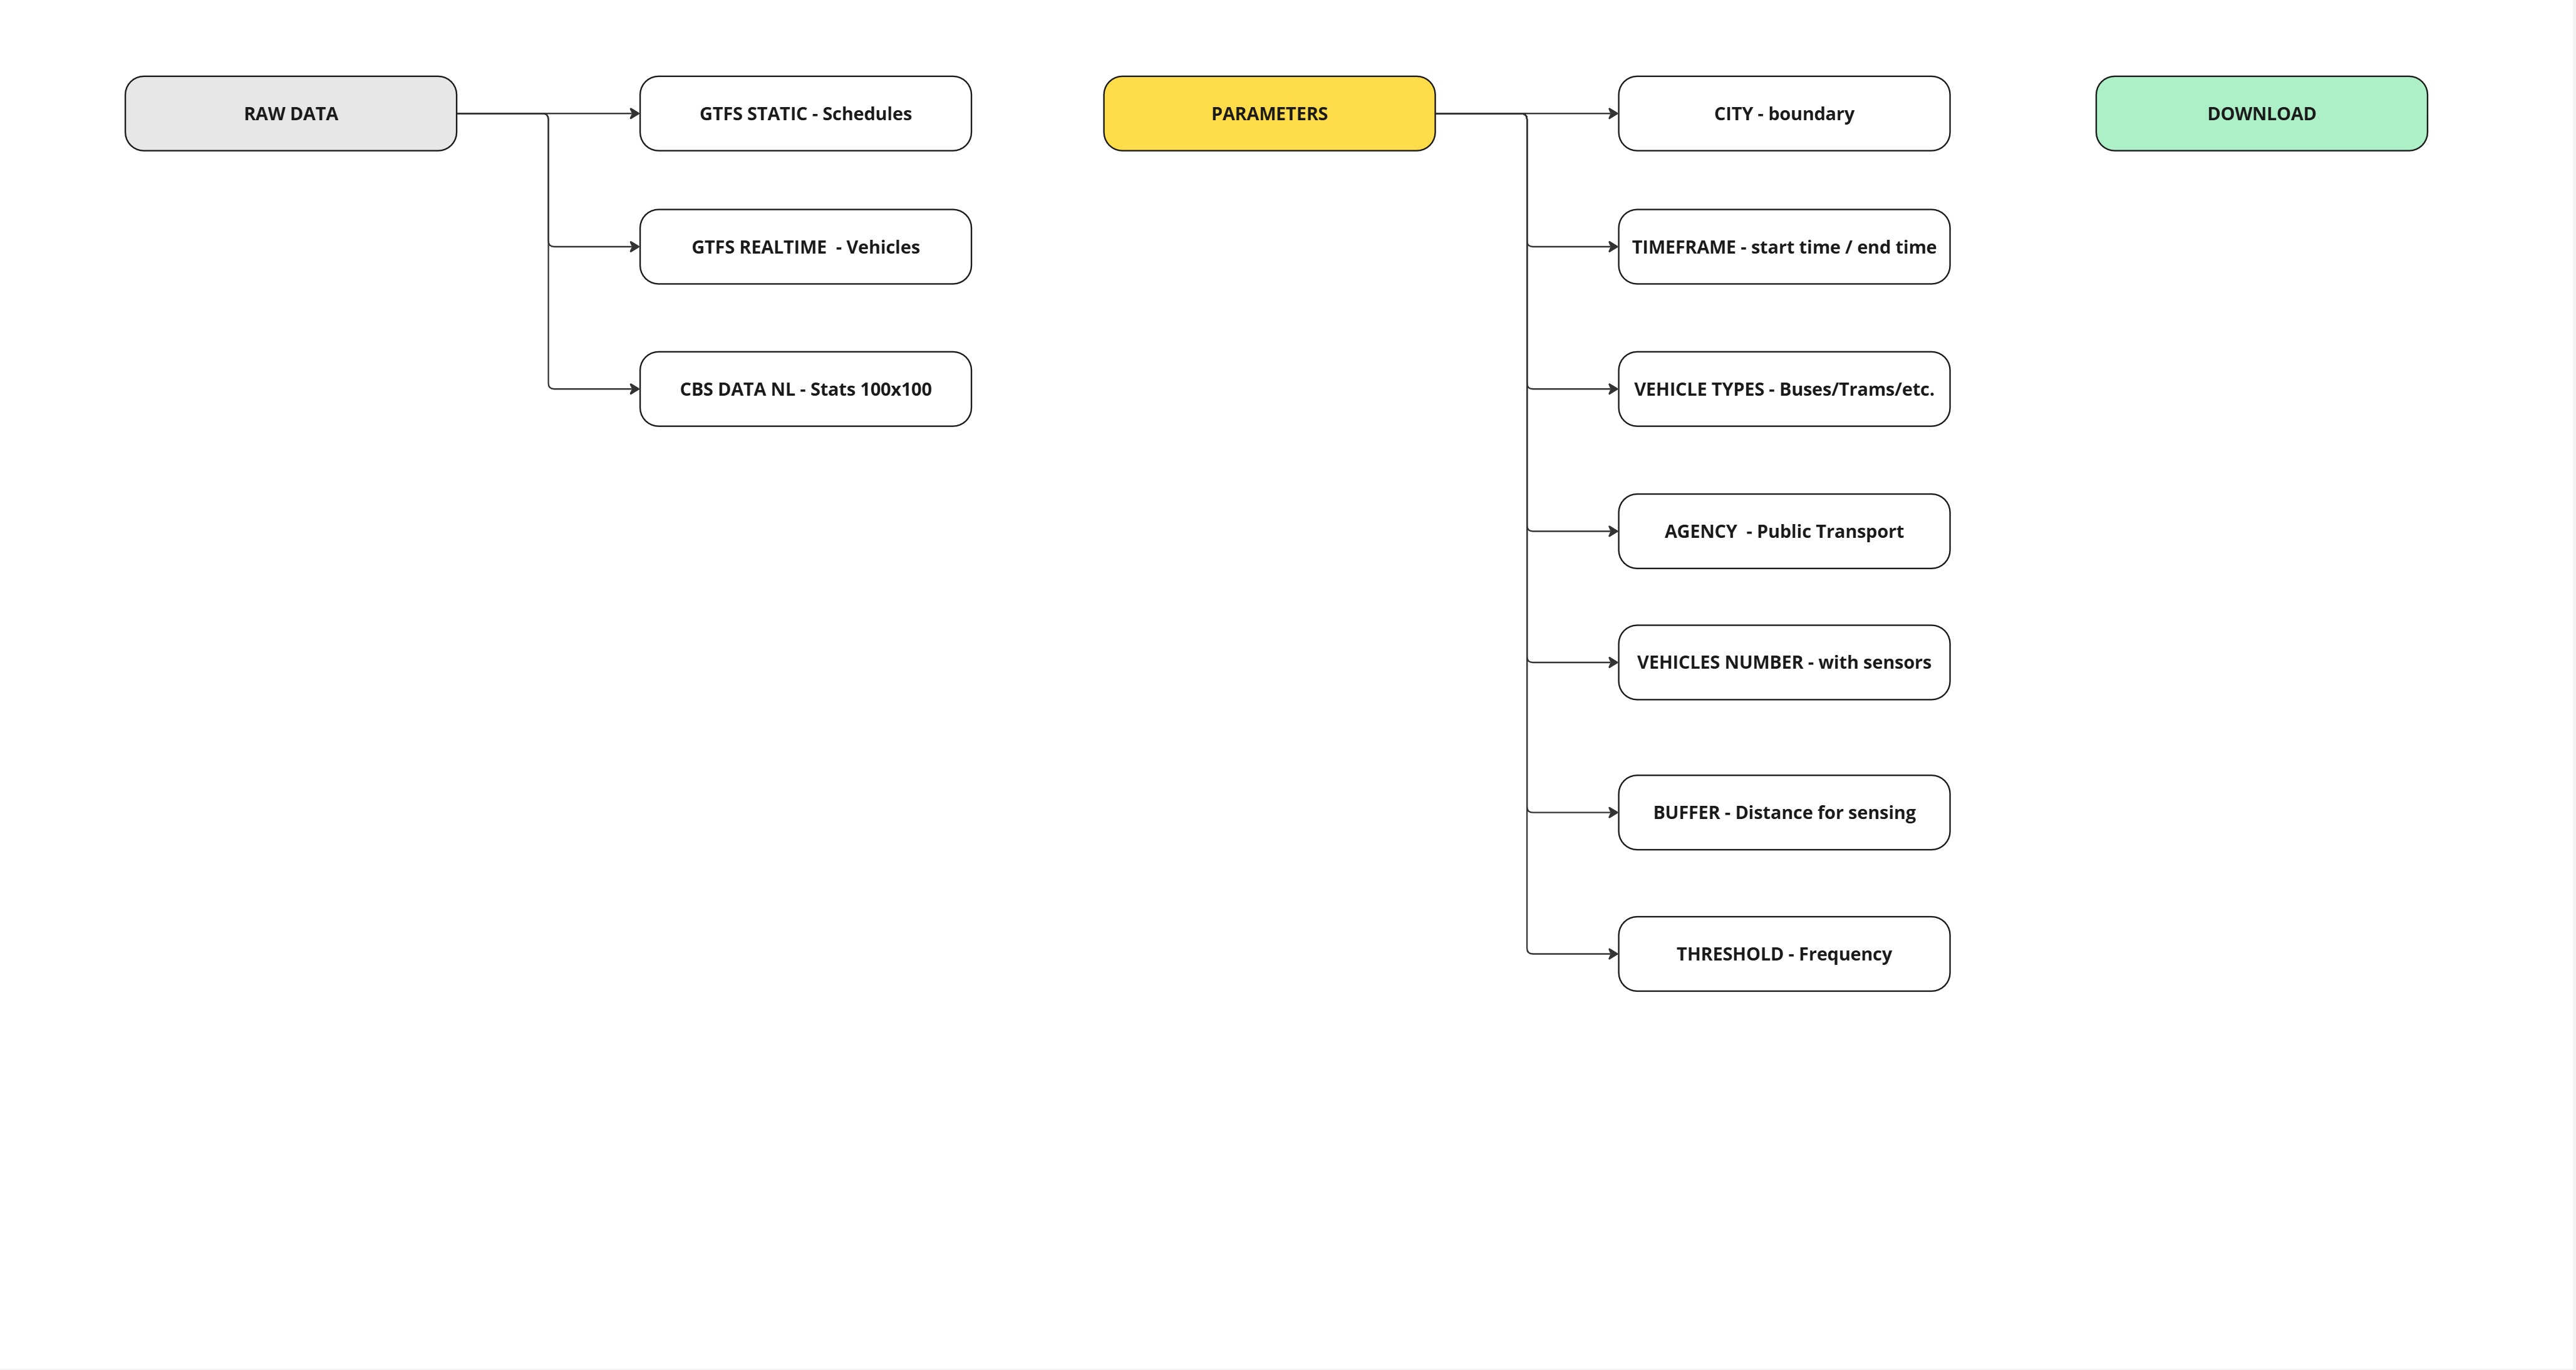 RAW DATA
GTFS STATIC - Schedules
GTFS REALTIME  - Vehicles
CBS DATA NL - Stats 100x100
PARAMETERS
CITY - boundary
TIMEFRAME - start time / end time
VEHICLE TYPES - Buses/Trams/etc.
AGENCY  - Public Transport
VEHICLES NUMBER - with sensors
BUFFER - Distance for sensing
THRESHOLD - Frequency
DOWNLOAD